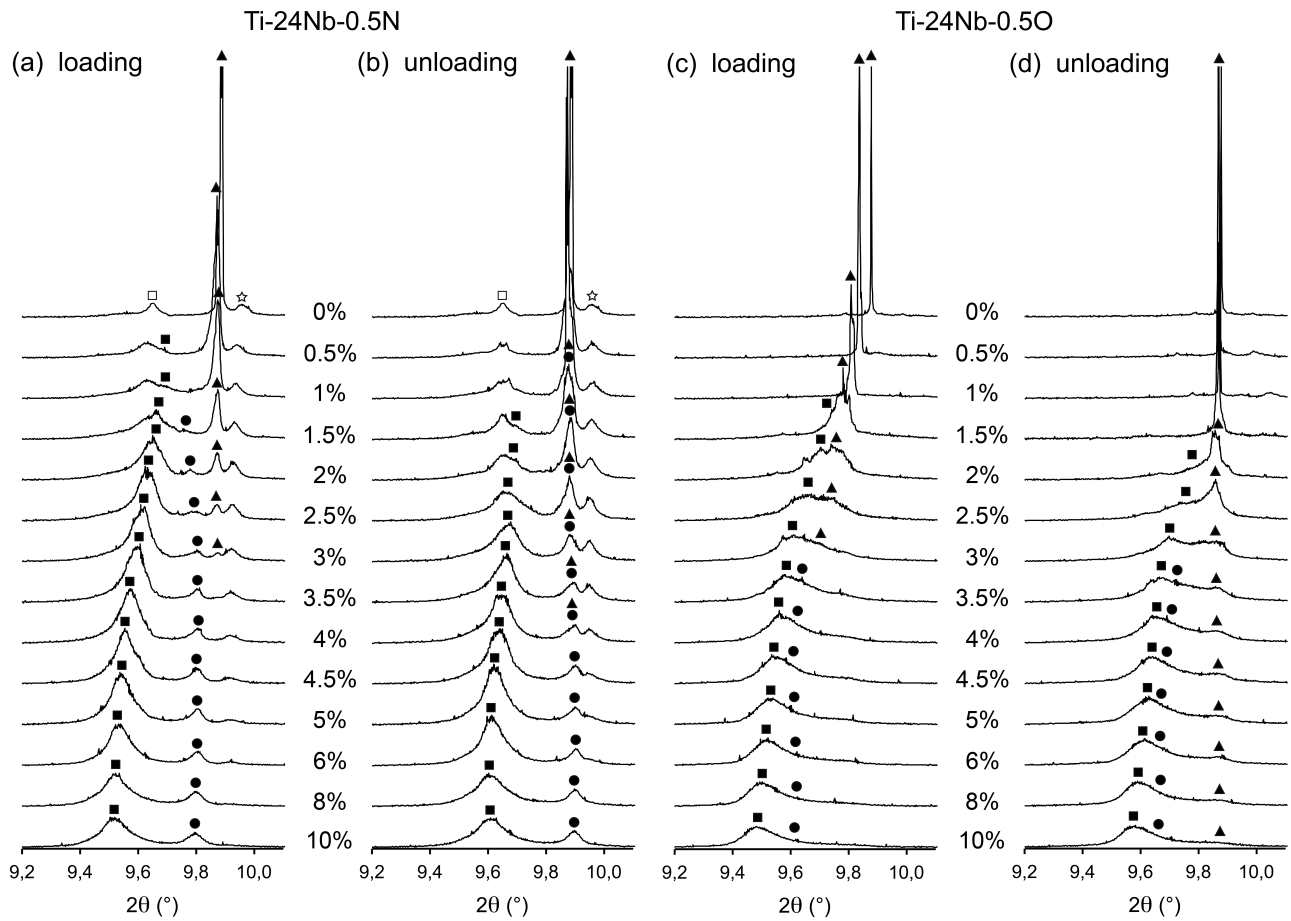 Ti-24Nb-0.5N
Ti-24Nb-0.5O
(a) loading
(b) unloading
(c) loading
(d) unloading
0%
0%
0.5%
0.5%
1%
1%
1.5%
1.5%
2%
2%
2.5%
2.5%
3%
3%
3.5%
3.5%
4%
4%
4.5%
4.5%
5%
5%
6%
6%
8%
8%
10%
10%
9,2 9,4 9,6 9,8 10,0
9,2 9,4 9,6 9,8 10,0
9,2 9,4 9,6 9,8 10,0
9,2 9,4 9,6 9,8 10,0
2θ (°)
2θ (°)
2θ (°)
2θ (°)